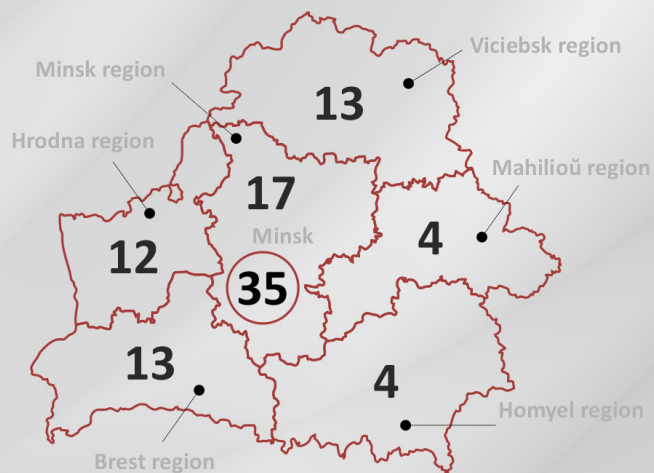 Viciebsk region
Minsk region
13
Hrodna region
Mahilioŭ region
17
Minsk
4
12
35
13
4
Homyel region
Brest region